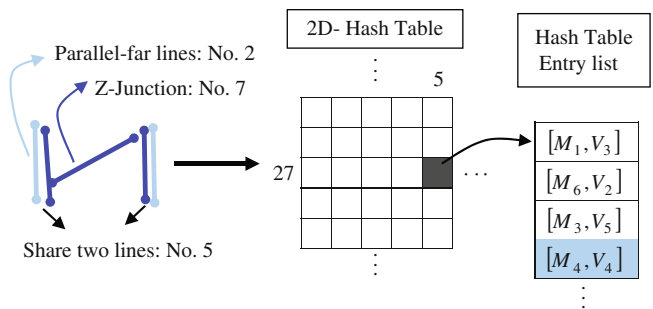 Parallel-far lines: No. 2
Z-Junction: No. 7
Share two lines: No. 5
2D- Hash Table
5
27
Hash Table
Entry list
[M₁,V₃]
[M₆,V₂]
[M₃,V₅]
[M₄,V₄]